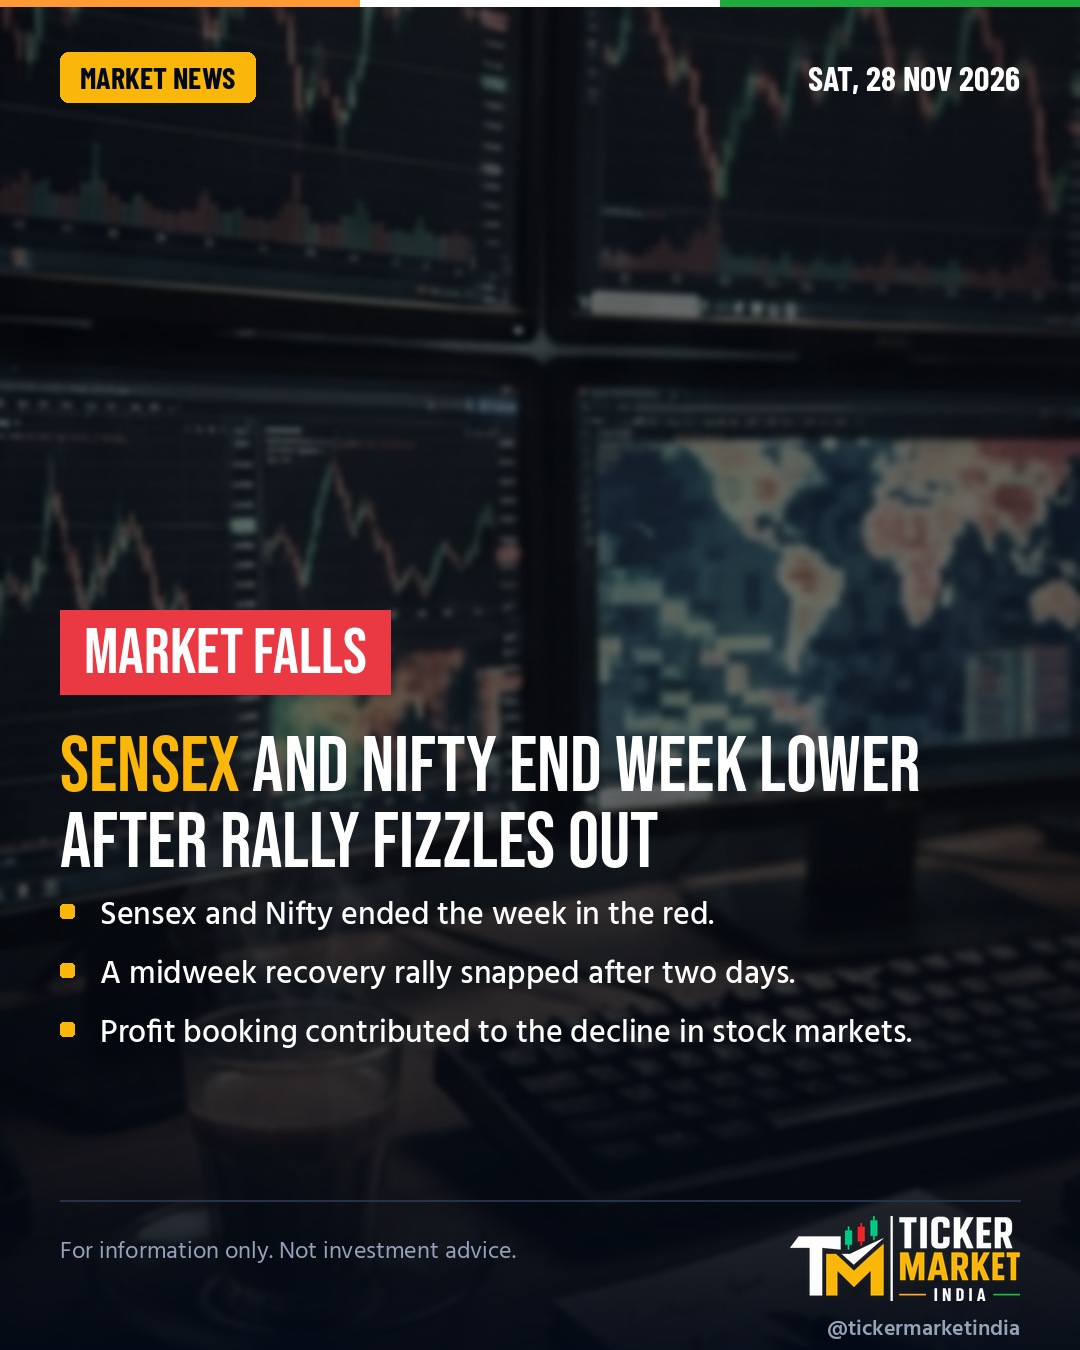 MARKET NEWS
SAT, 28 NOV 2026
MARKET FALLS
SENSEX AND NIFTY END WEEK LOWER
AFTER RALLY FIZZLES OUT
Sensex and Nifty ended the week in the red.
A midweek recovery rally snapped after two days.
Profit booking contributed to the decline in stock markets.
For information only. Not investment advice.
TM
TICKER
MARKET
INDIA
@tickermarketindia